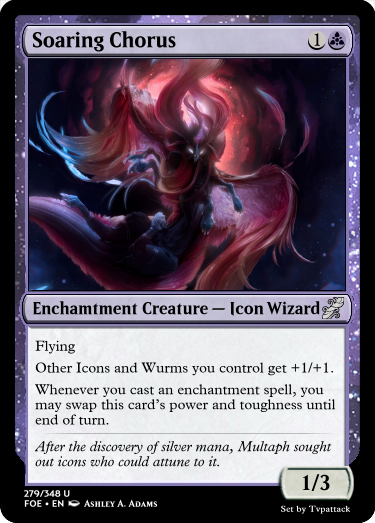 Soaring Chorus 1
Enchamtment Creature — Icon Wizard
Flying
Other Icons and Wurms you control get +1/+1.
Whenever you cast an enchantment spell, you
may swap this card's power and toughness until
end of turn.
After the discovery of silver mana, Multaph sought
out icons who could attune to it.
1/3
279/348 U
FOE • EN Ashley A. Adams
Set by Tvpattack